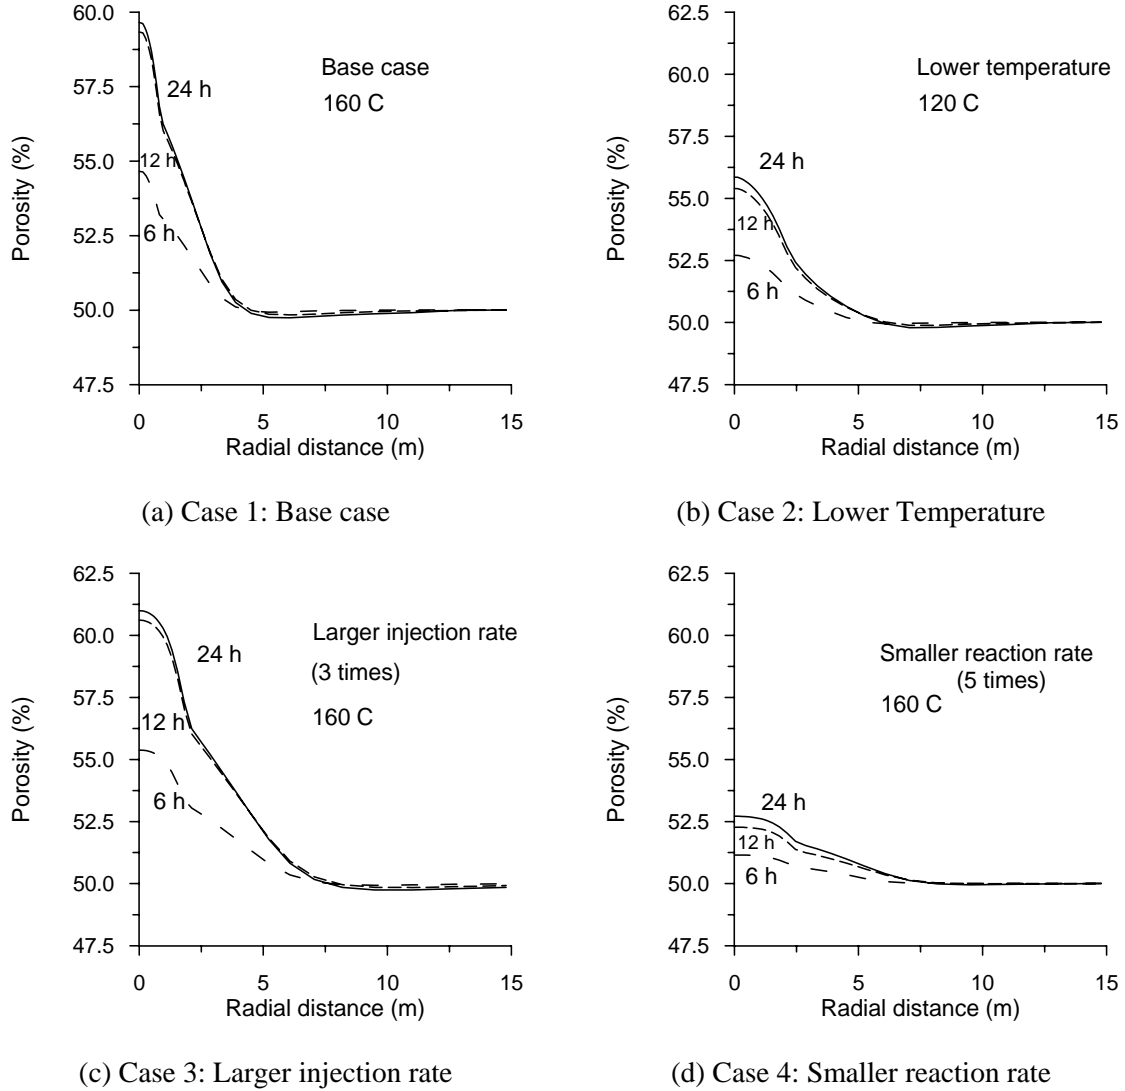 60.0
57.5
55.0
52.5
50.0
47.5
Porosity (%)
24 h
12 h
6 h
Base case
160 C
0 5 10 15
Radial distance (m)
(a) Case 1: Base case
62.5
60.0
57.5
55.0
52.5
50.0
47.5
Porosity (%)
24 h
12 h
6 h
Lower temperature
120 C
0 5 10 15
Radial distance (m)
(b) Case 2: Lower Temperature
62.5
60.0
57.5
55.0
52.5
50.0
47.5
Porosity (%)
24 h
12 h
6 h
Larger injection rate
(3 times)
160 C
0 5 10 15
Radial distance (m)
(c) Case 3: Larger injection rate
62.5
60.0
57.5
55.0
52.5
50.0
47.5
Porosity (%)
24 h
12 h
6 h
Smaller reaction rate
(5 times)
160 C
0 5 10 15
Radial distance (m)
(d) Case 4: Smaller reaction rate